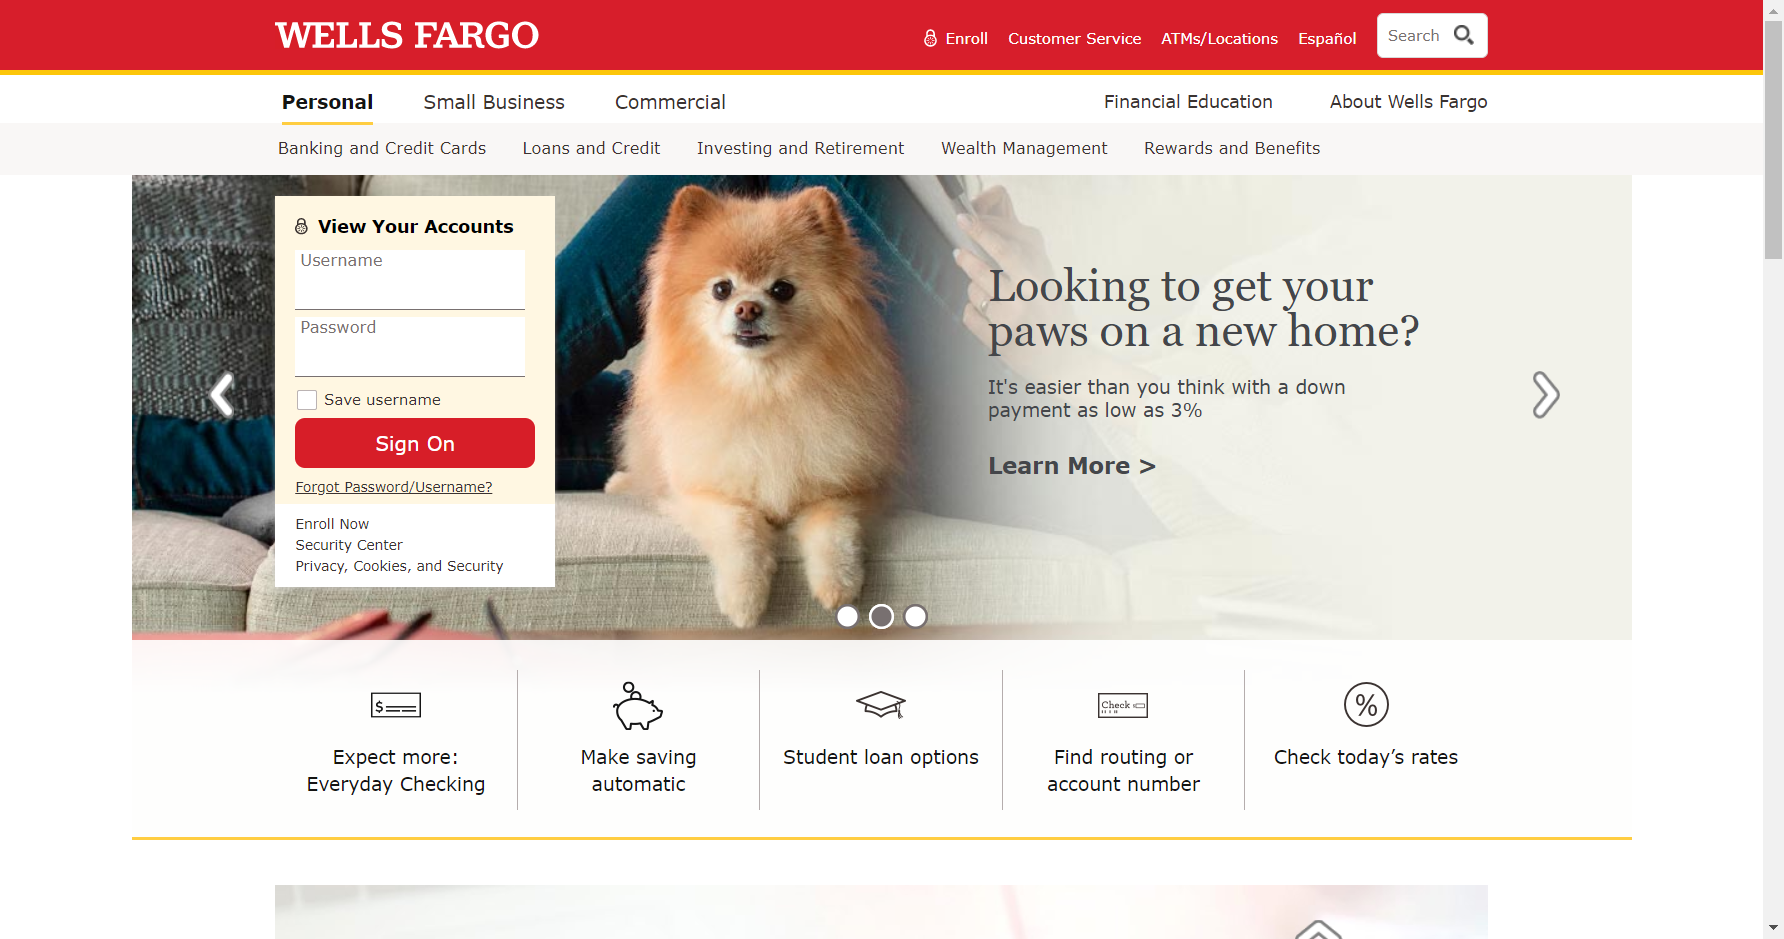 WELLS FARGO
Enroll
Customer Service
ATMs/Locations
Español
Search
Personal
Small Business
Commercial
Financial Education
About Wells Fargo
Banking and Credit Cards
Loans and Credit
Investing and Retirement
Wealth Management
Rewards and Benefits
View Your Accounts
Username
Password
Save username
Sign On
Forgot Password/Username?
Enroll Now
Security Center
Privacy, Cookies, and Security
Looking to get your
paws on a new home?
It's easier than you think with a down
payment as low as 3%
Learn More >
$
Expect more:
Everyday Checking
Make saving
automatic
Student loan options
Check
Find routing or
account number
%
Check today’s rates